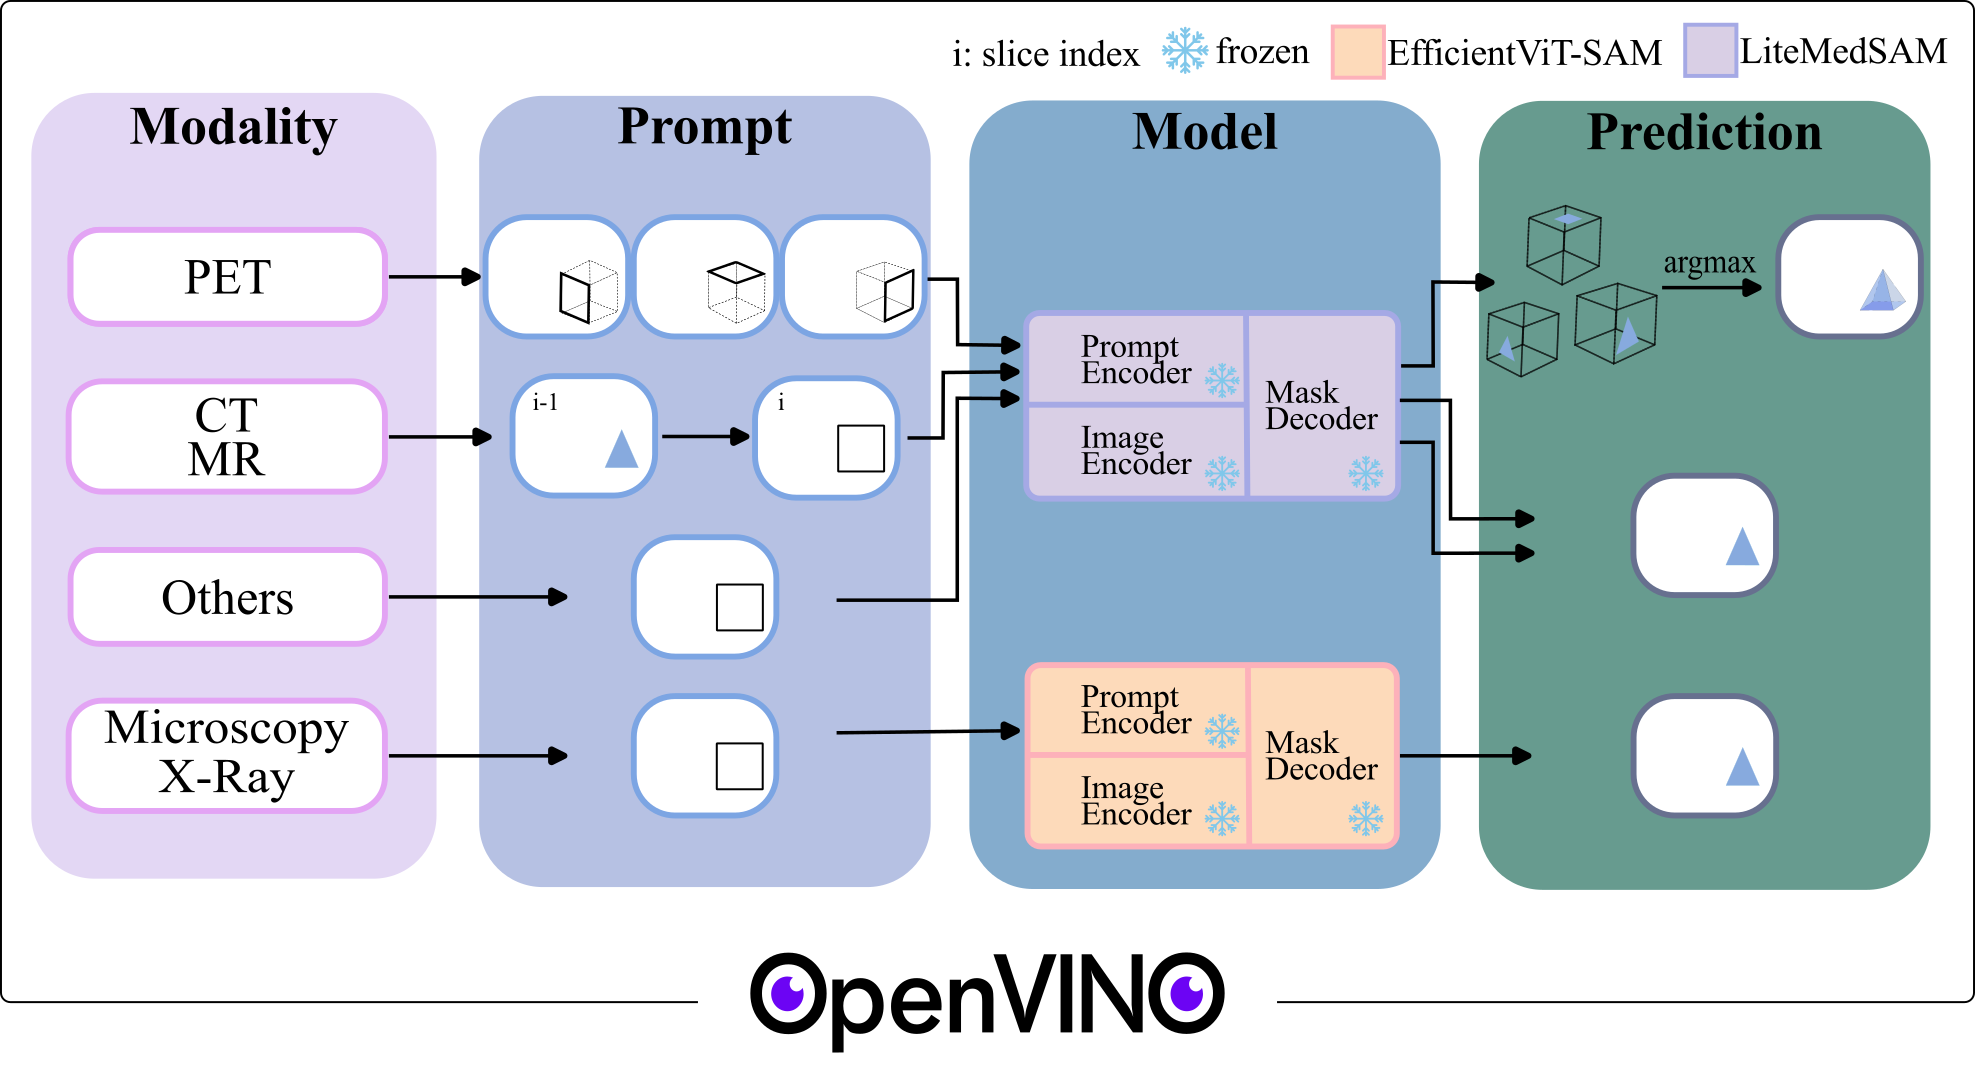 i: slice index
frozen
EfficientViT-SAM
LiteMedSAM
Modality
Prompt
Model
Prediction
PET
CT
MR
Others
Microscopy
X-Ray
i-1
i
Prompt
Encoder
Image
Encoder
Mask
Decoder
Prompt
Encoder
Image
Encoder
Mask
Decoder
argmax
OpenVINO